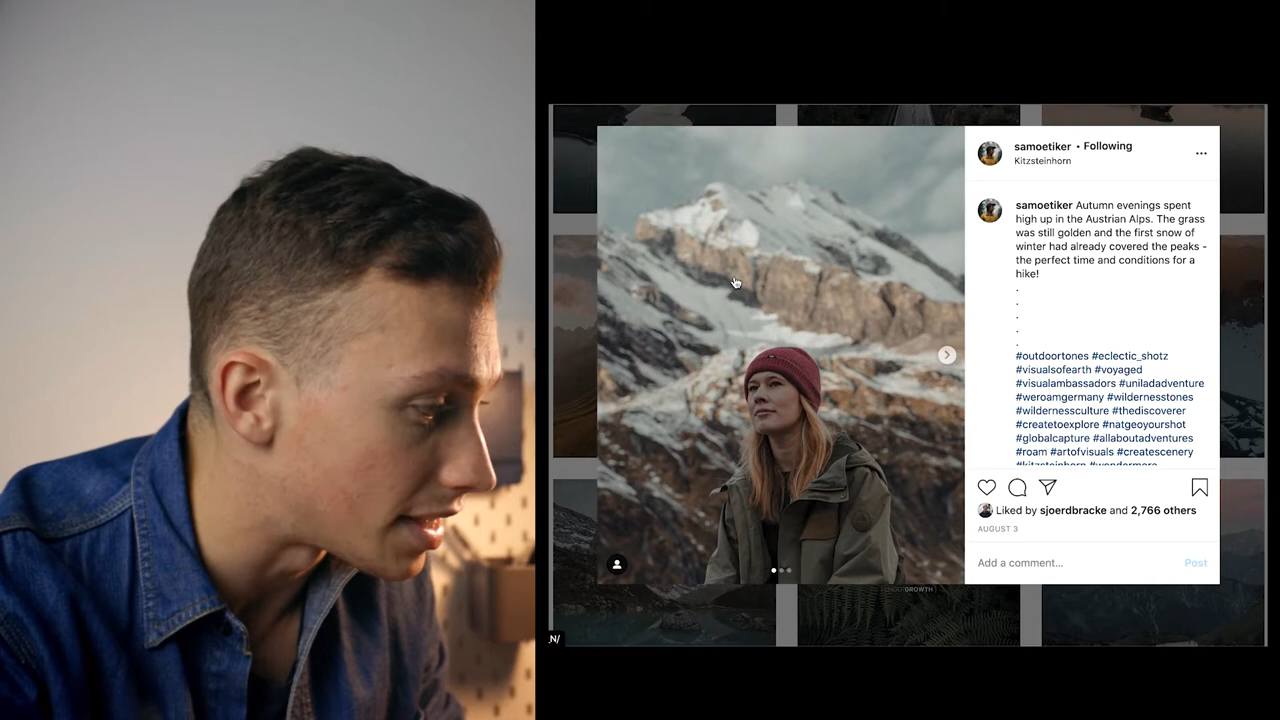 samoetiker • Following
Kitzsteinhorn
samoetiker Autumn evenings spent
high up in the Austrian Alps. The grass
was still golden and the first snow of
winter had already covered the peaks -
the perfect time and conditions for a
hike!
.
.
.
.
.
#outdoortones #eclectic_shotz
#visualsofearth #voyaged
#visualambassadors #uniladadventure
#weroamgermany #wildernesstones
#wildernessculture #thediscoverer
#createtoexplore #natgeoyourshot
#globalcapture #allaboutadventures
#roam #artofvisuals #createscenery
#kitzsteinhorn #wondermore
Liked by sjoerdbracke and 2,766 others
AUGUST 3
Add a comment...
Post
GROWTH
N/